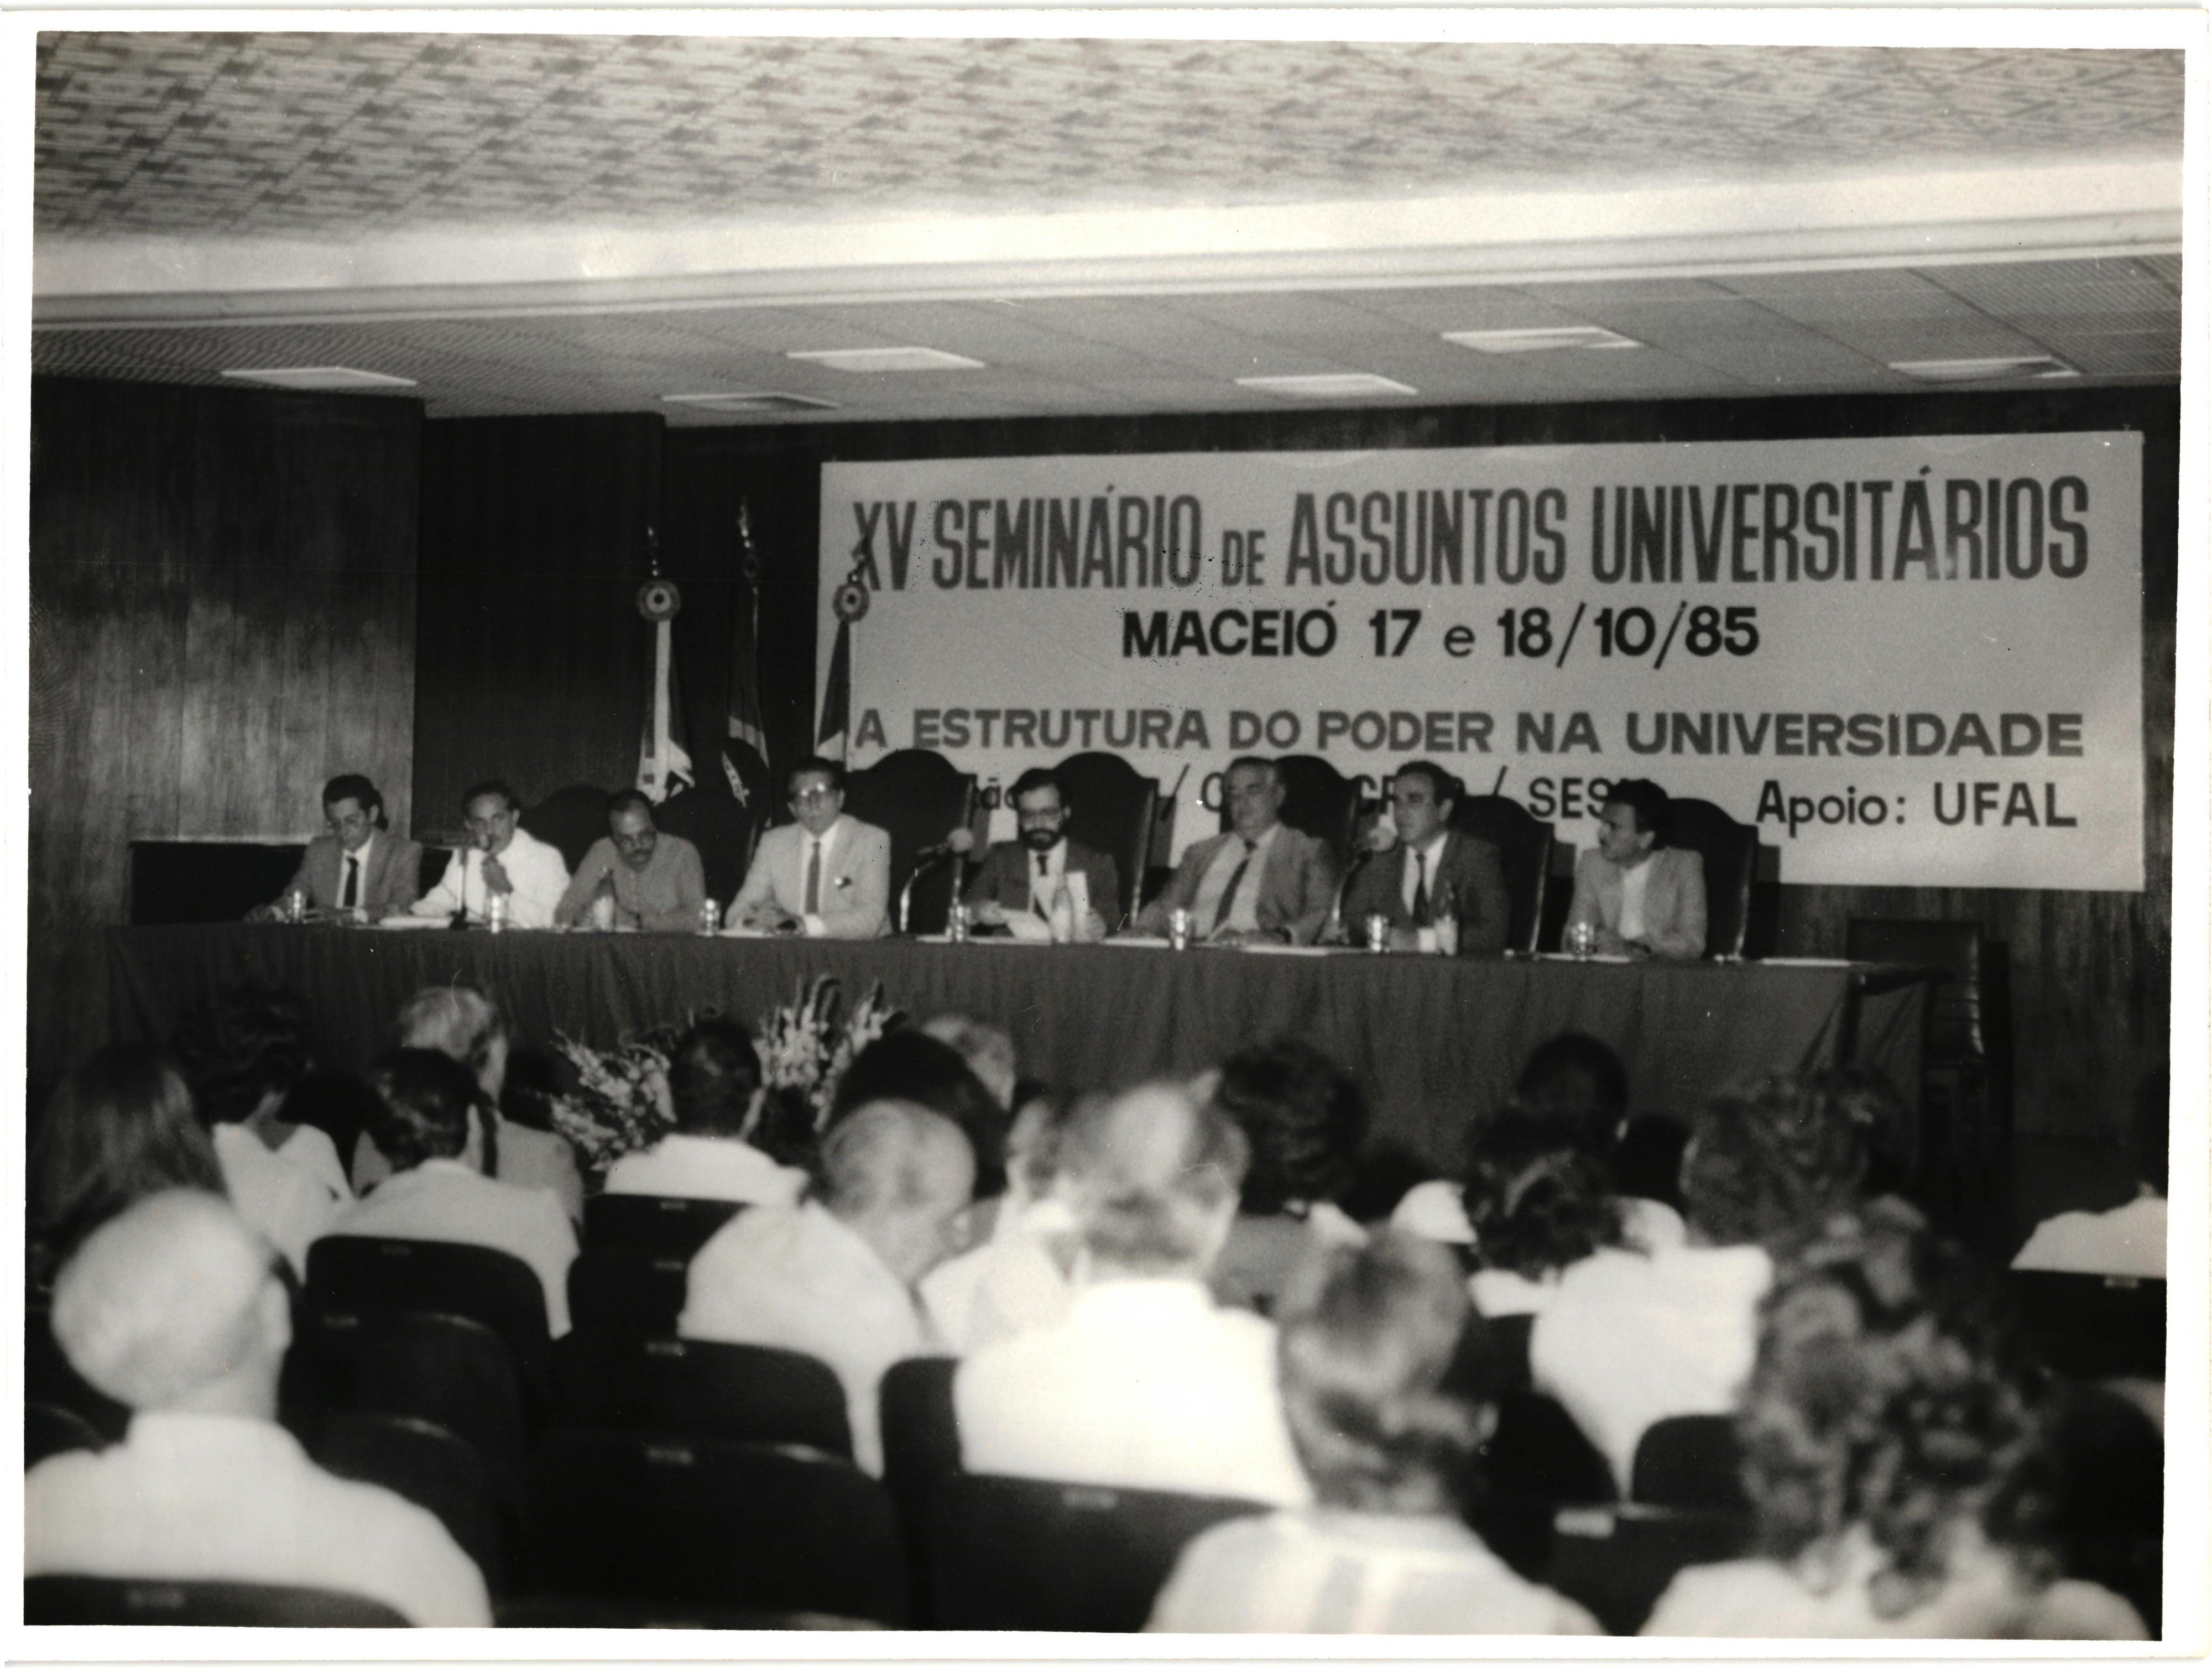 XV SEMINÁRIO DE ASSUNTOS UNIVERSITÁRIOS
MACEIÓ 17 e 18/10/85
A ESTRUTURA DO PODER NA UNIVERSIDADE
/ / Apoio: UFAL